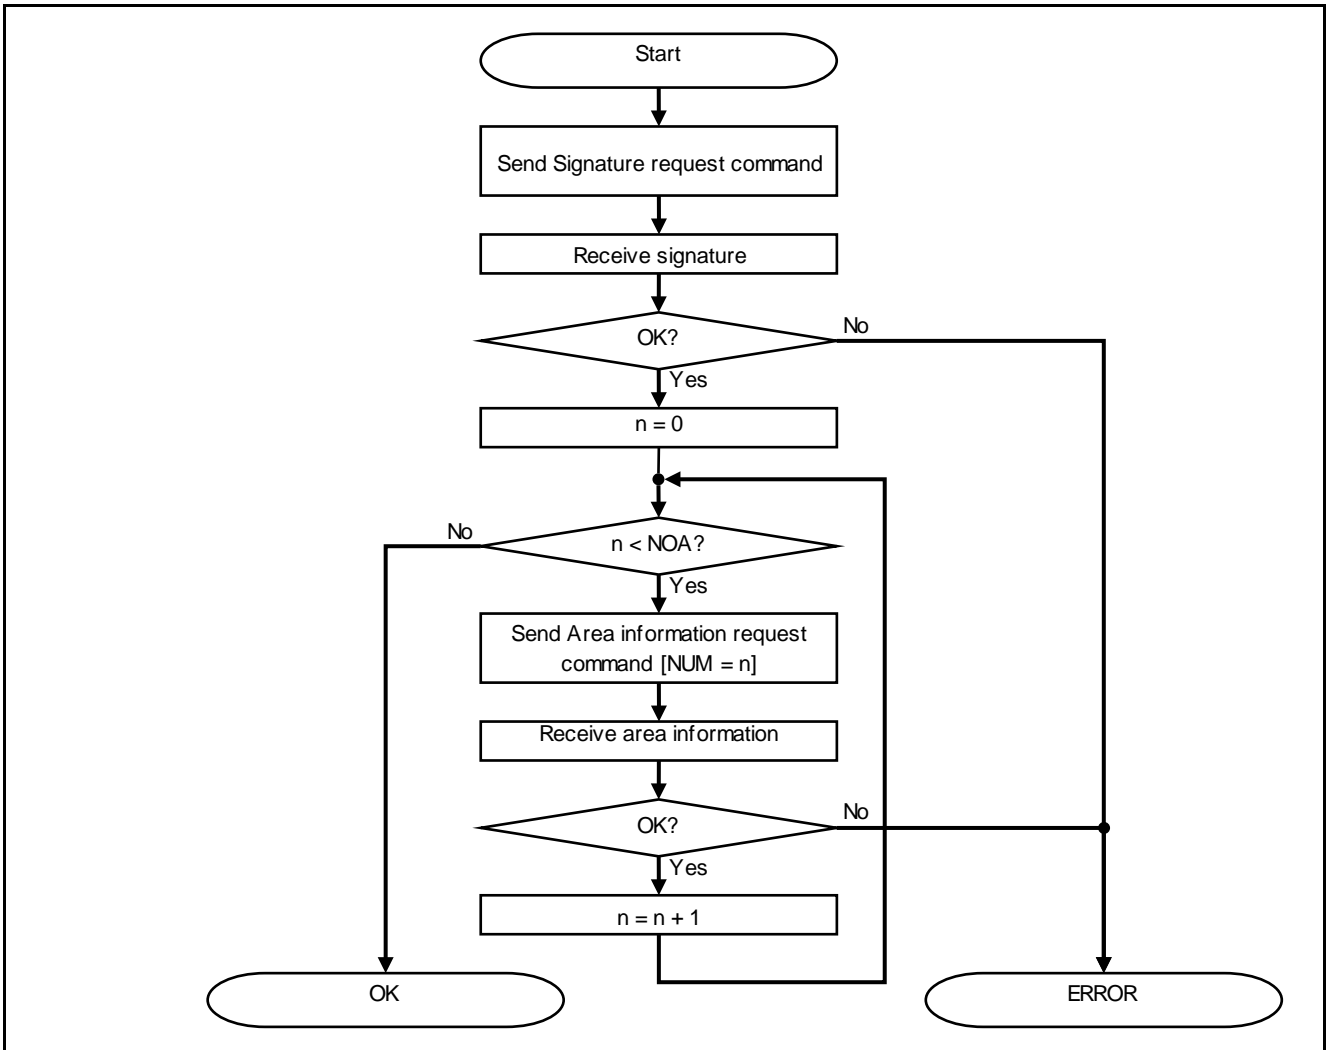 Start
Send Signature request command
Receive signature
OK?
No
Yes
n = 0
No
n < NOA?
Yes
Send Area information request
command [NUM = n]
Receive area information
OK?
No
Yes
n = n + 1
OK
ERROR